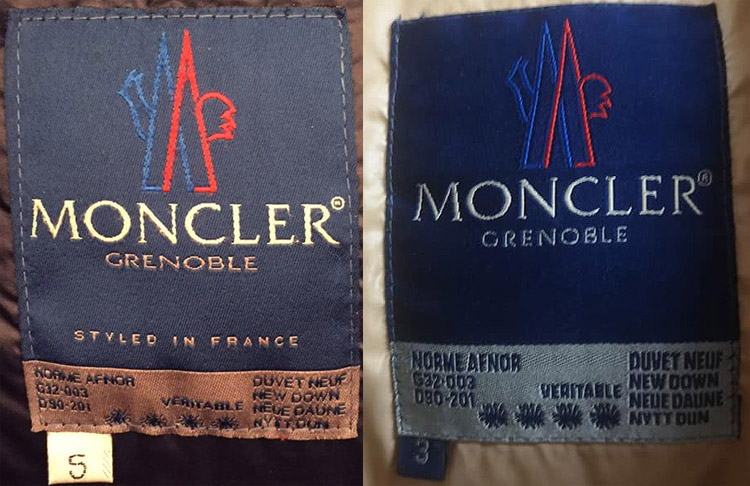 MONCLER®
GRENOBLE
STYLED IN FRANCE
NORME AFNOR
G32-003
D90-201
VERITABLE
DUVET NEUF
NEW DOWN
NEUE DAUNE
NYTT DUN
5
MONCLER®
GRENOBLE
NORME AFNOR
G32-003
D90-201
VERITABLE
DUVET NEUF
NEW DOWN
NEUE DAUNE
NYTT DUN
3